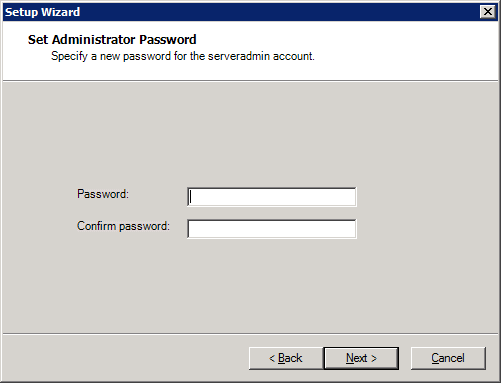 Setup Wizard
Set Administrator Password
Specify a new password for the serveradmin account.
Password:
Confirm password:
< Back Next > Cancel